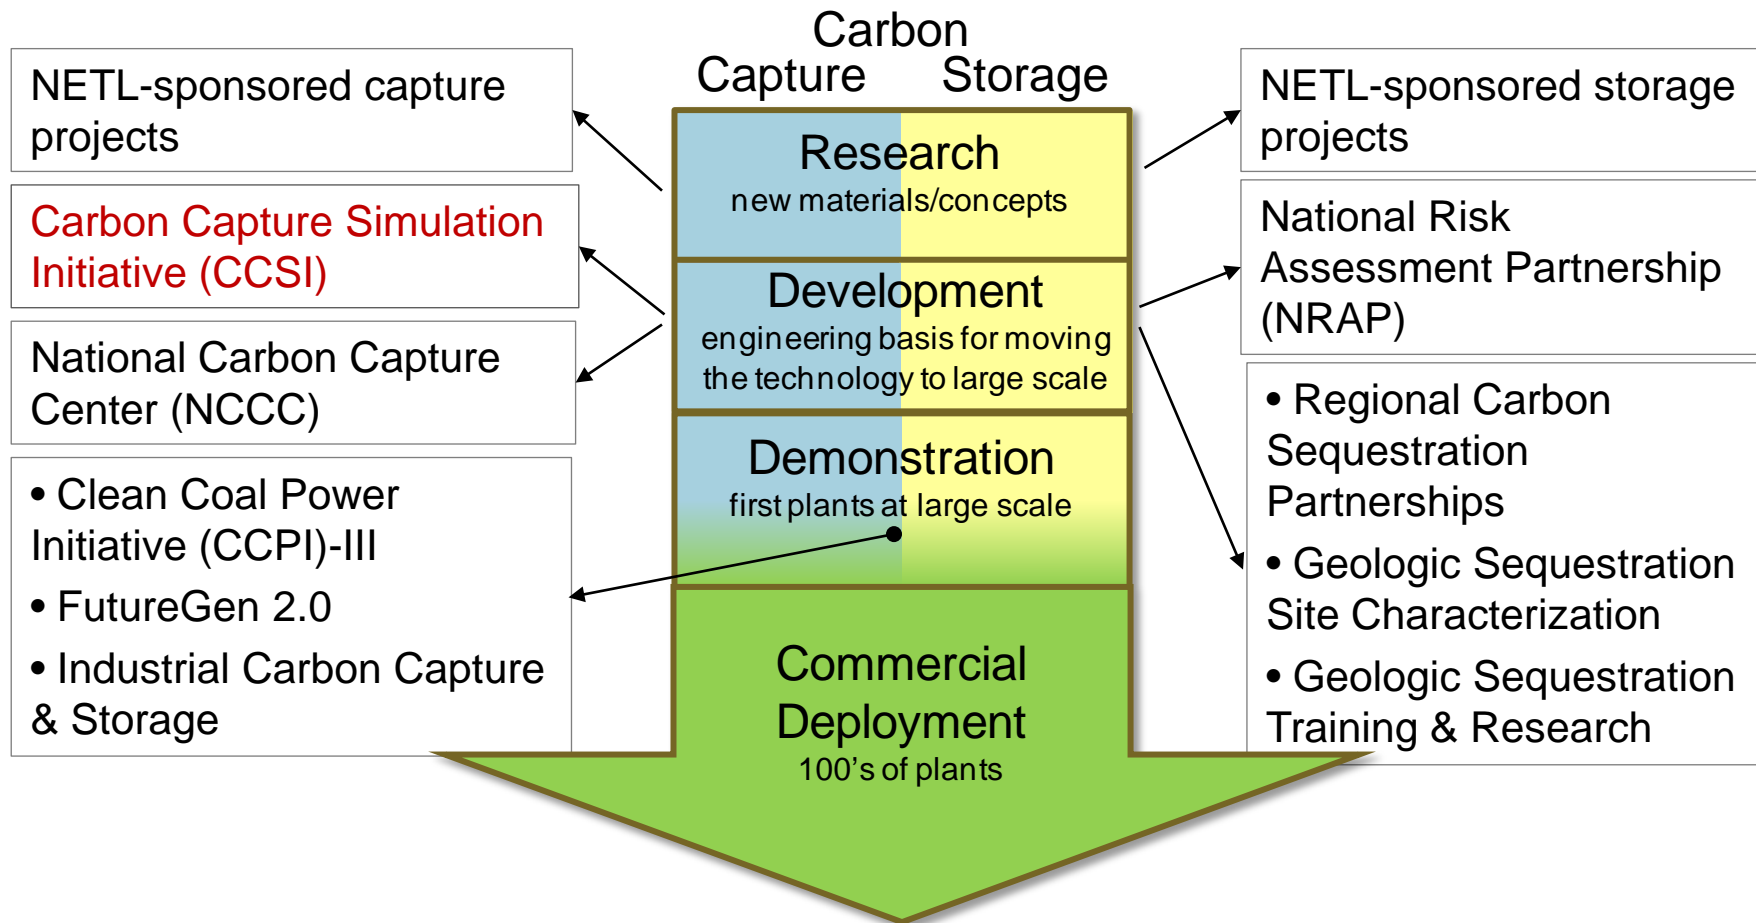 Carbon
Capture Storage
NETL-sponsored capture
projects
Carbon Capture Simulation
Initiative (CCSI)
National Carbon Capture
Center (NCCC)
• Clean Coal Power
Initiative (CCPI)-III
• FutureGen 2.0
• Industrial Carbon Capture
& Storage
Research
new materials/concepts
Development
engineering basis for moving
the technology to large scale
Demonstration
first plants at large scale
Commercial
Deployment
100’s of plants
NETL-sponsored storage
projects
National Risk
Assessment Partnership
(NRAP)
• Regional Carbon
Sequestration
Partnerships
• Geologic Sequestration
Site Characterization
• Geologic Sequestration
Training & Research